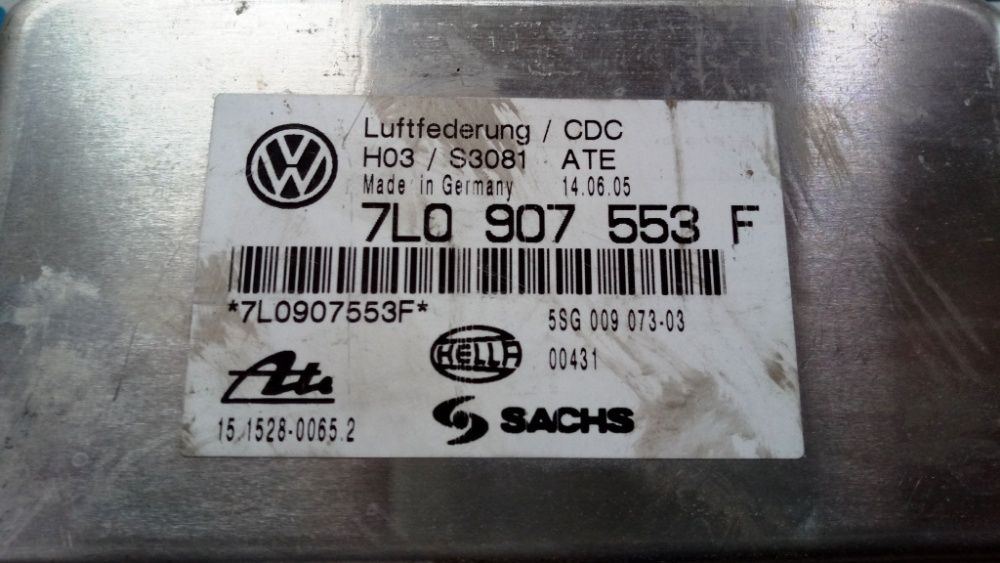 Luftfederung / CDC
H03 / S3081 ATE
Made in Germany 14.06.05
7L0 907 553 F
*7L0907553F*
5SG 009 073-03
HELLA 00431
Ate
15.1528-0065.2
SACHS